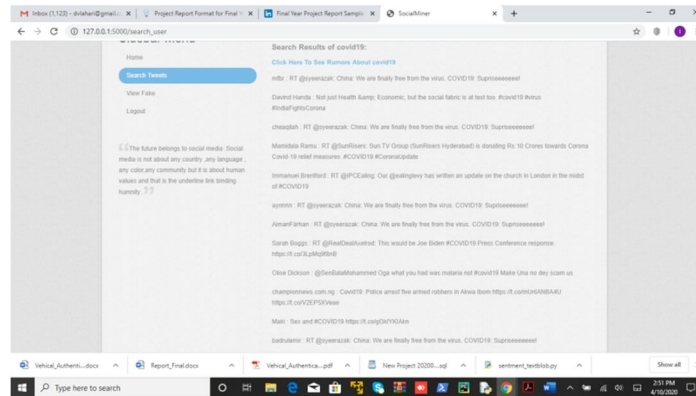 Inbox (1,123) - dvlahari@gmail.c
Project Report Format for Final Y
Final Year Project Report Sample
SocialMiner
127.0.0.1:5000/search_user
Home
Search Tweets
View Fake
Logout
The future belongs to social media .Social
media is not about any country ,any language ,
any color,any community but it is about human
values and that is the underline link binding
humnity
Search Results of covid19:
Click Here To See Rumors About covid19
: RT @syeerazak: China: We are finally free from the virus. COVID19: Supriseeeeeee!
Davind Handa : Not just Health &amp; Economic, but the social fabric is at test too. #covid19 #virus
#IndiaFightsCorona
cheaqilah : RT @syeerazak: China: We are finally free from the virus. COVID19: Supriseeeeeee!
Mamidala Ramu : RT @SunRisers: Sun TV Group (SunRisers Hyderabad) is donating Rs.10 Crores towards Corona
Covid-19 relief measures. #COVID19 #CoronaUpdate
Immanuel Brentford : RT @IPCEaling: Our @ealinglevy has written an update on the church in London in the midst
of #COVID19
: RT @syeerazak: China: We are finally free from the virus. COVID19: Supriseeeeeee!
AimanFarhan : RT @syeerazak: China: We are finally free from the virus. COVID19: Supriseeeeeee!
Sarah Boggs : RT @RealDealAxelrod: This would be Joe Biden #COVID19 Press Conference response.
Olive Dickson : @SenBalaMohammed Oga what you had was malaria not #covid19 Make Una no dey scam us
championnews.com.ng : Covid19: Police arrest five armed robbers in Akwa Ibom
Maki : Sex and #COVID19
badrulamir : RT @syeerazak: China: We are finally free from the virus. COVID19: Supriseeeeeee!
Vehical_Authenti....docx
Report_Final.docx
Vehical_Authentica....pdf
New Project 20200....sql
sentment_textblob.py
Show all
Type here to search
2:51 PM
4/10/2020